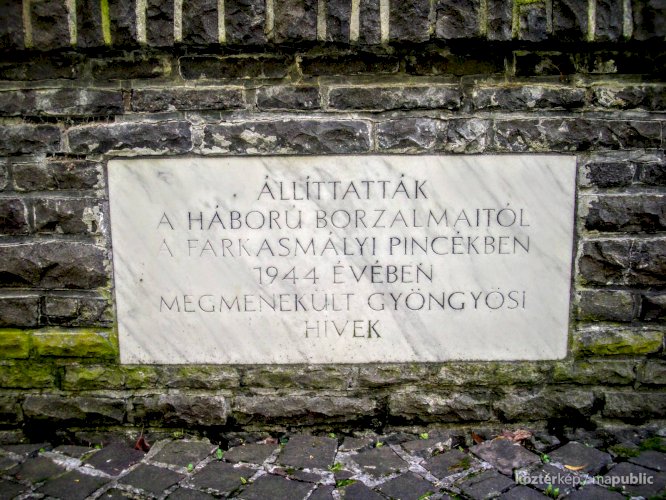 ÁLLÍTTATTÁK
A HÁBORÚ BORZALMAITÓL
A FARKASMÁLYI PINCÉKBEN
1944 ÉVÉBEN
MEGMENEKÜLT GYÖNGYÖSI
HÍVEK
köztérkép / mapublic